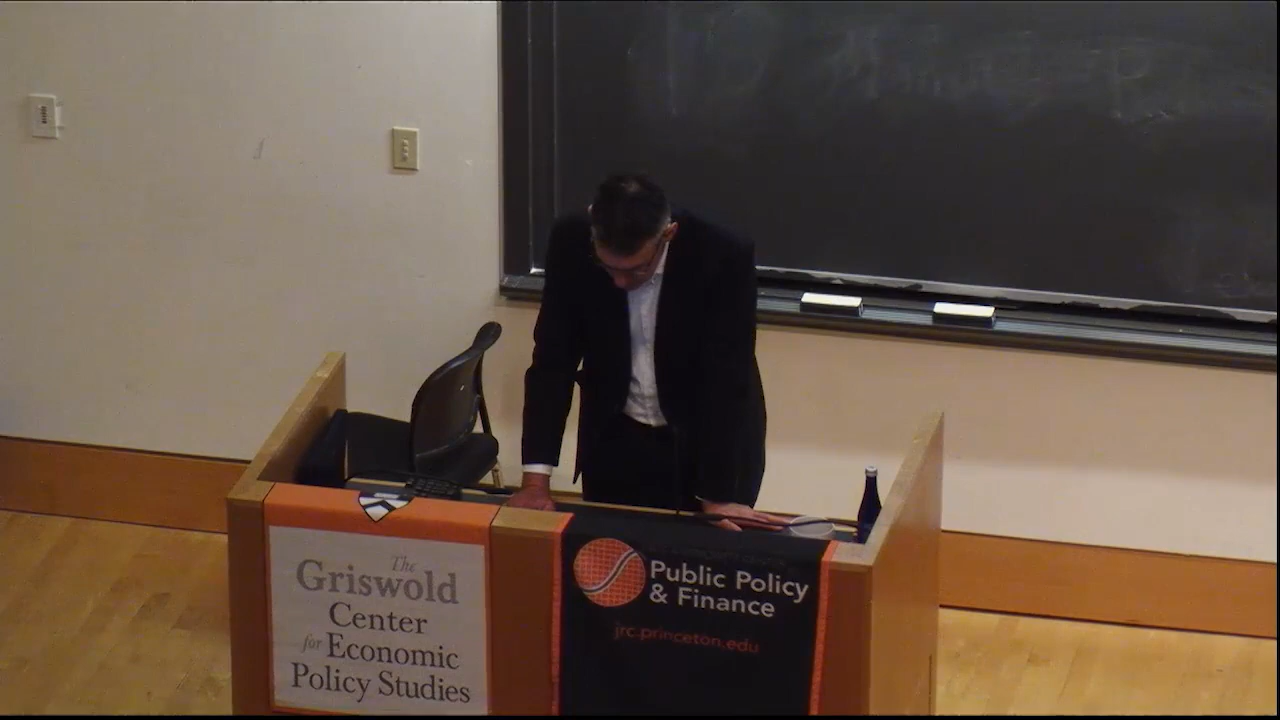 The
Griswold
Center
for Economic
Policy Studies
Public Policy
& Finance
jrc.princeton.edu